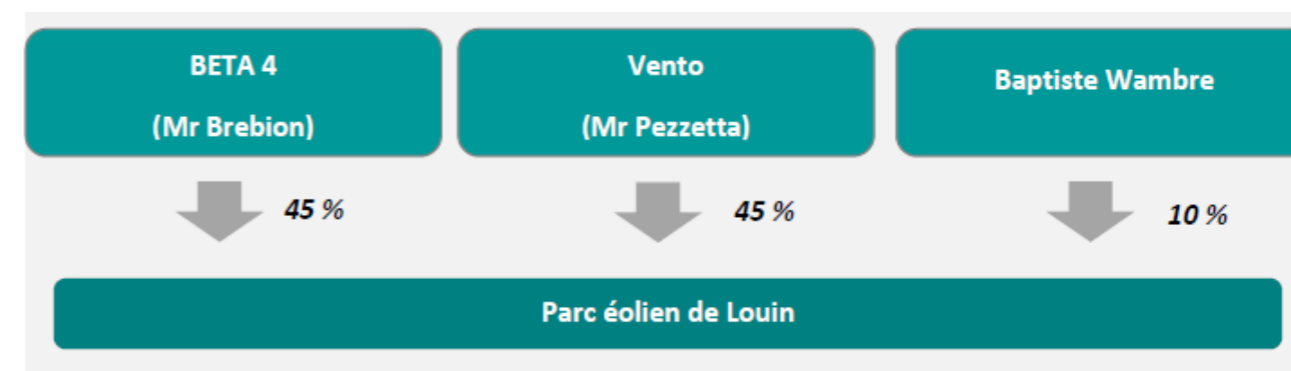 BETA 4
(Mr Brebion)
Vento
(Mr Pezzetta)
Baptiste Wambre
45 %
45 %
10 %
Parc éolien de Louin